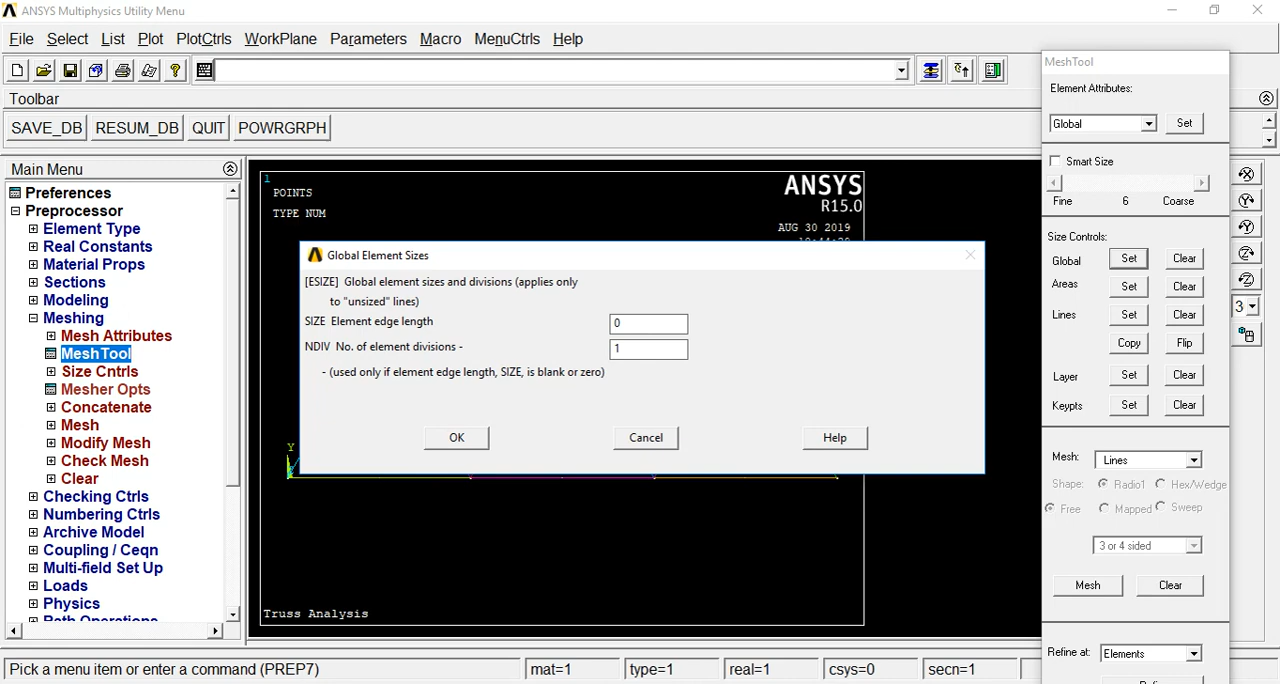 ANSYS Multiphysics Utility Menu
File Select List Plot PlotCtrls WorkPlane Parameters Macro MenuCtrls Help
Toolbar
SAVE_DB RESUM_DB QUIT POWRGRPH
Main Menu
Preferences
Preprocessor
Element Type
Real Constants
Material Props
Sections
Modeling
Meshing
Mesh Attributes
MeshTool
Size Cntrls
Mesher Opts
Concatenate
Mesh
Modify Mesh
Check Mesh
Clear
Checking Ctrls
Numbering Ctrls
Archive Model
Coupling / Ceqn
Multi-field Set Up
Loads
Physics
Path Operations
1
POINTS
TYPE NUM
ANSYS
R15.0
AUG 30 2019
Y
Truss Analysis
Global Element Sizes
[ESIZE] Global element sizes and divisions (applies only
to "unsized" lines)
SIZE Element edge length 0
NDIV No. of element divisions - 1
- (used only if element edge length, SIZE, is blank or zero)
OK Cancel Help
MeshTool
Element Attributes:
Global Set
Smart Size
Fine 6 Coarse
Size Controls:
Global Set Clear
Areas Set Clear
Lines Set Clear
Copy Flip
Layer Set Clear
Keypts Set Clear
Mesh: Lines
Shape: Radio1 Hex/Wedge
Free Mapped Sweep
3 or 4 sided
Mesh Clear
Refine at: Elements
3
Pick a menu item or enter a command (PREP7) mat=1 type=1 real=1 csys=0 secn=1